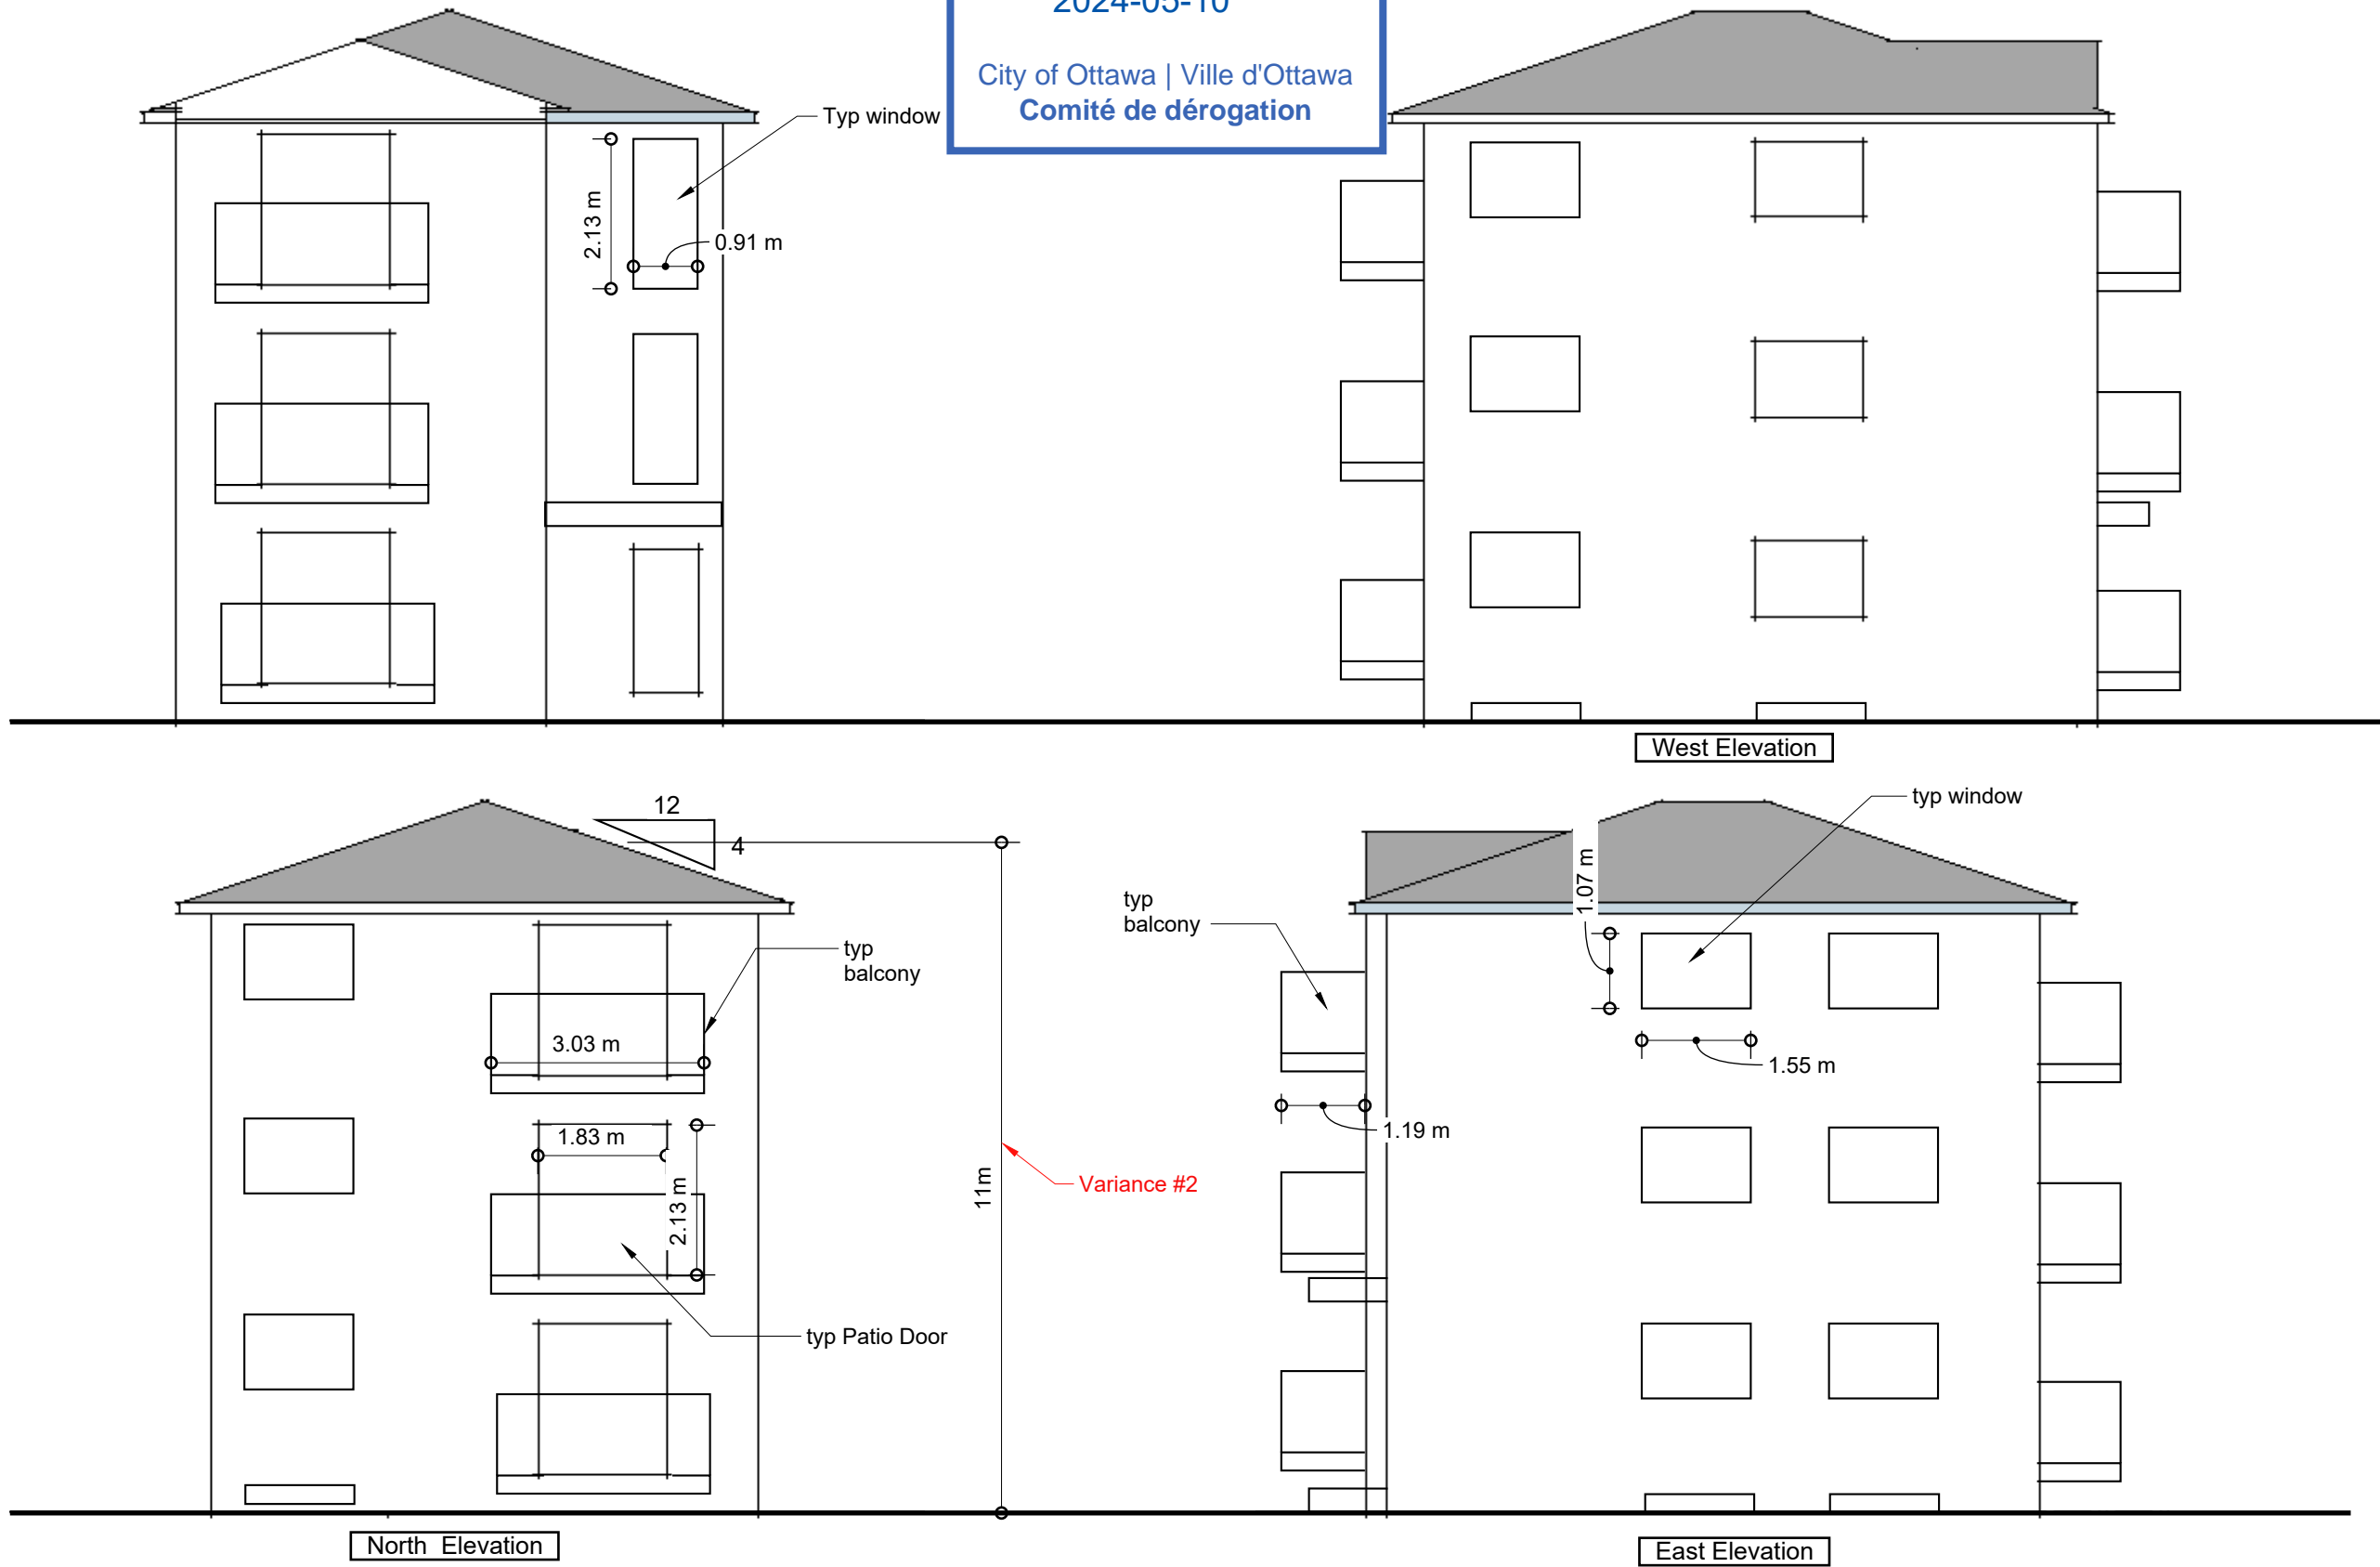 2024-05-10
City of Ottawa | Ville d'Ottawa
Comité de dérogation
Typ window
2.13 m
0.91 m
West Elevation
12
4
typ
balcony
3.03 m
1.83 m
2.13 m
typ Patio Door
11m
Variance #2
North Elevation
typ window
1.07 m
typ
balcony
1.55 m
1.19 m
East Elevation